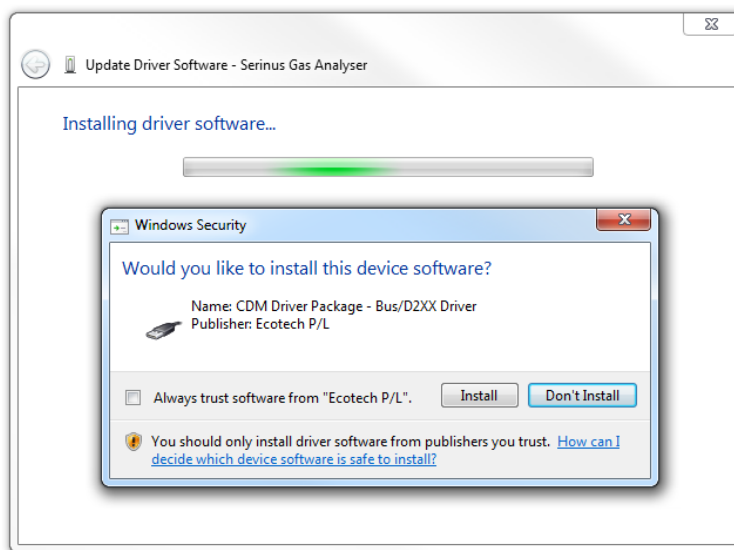 Update Driver Software - Serinus Gas Analyser
Installing driver software...
Windows Security
Would you like to install this device software?
Name: CDM Driver Package - Bus/D2XX Driver
Publisher: Ecotech P/L
Always trust software from "Ecotech P/L".
Install
Don't Install
You should only install driver software from publishers you trust. How can I
decide which device software is safe to install?